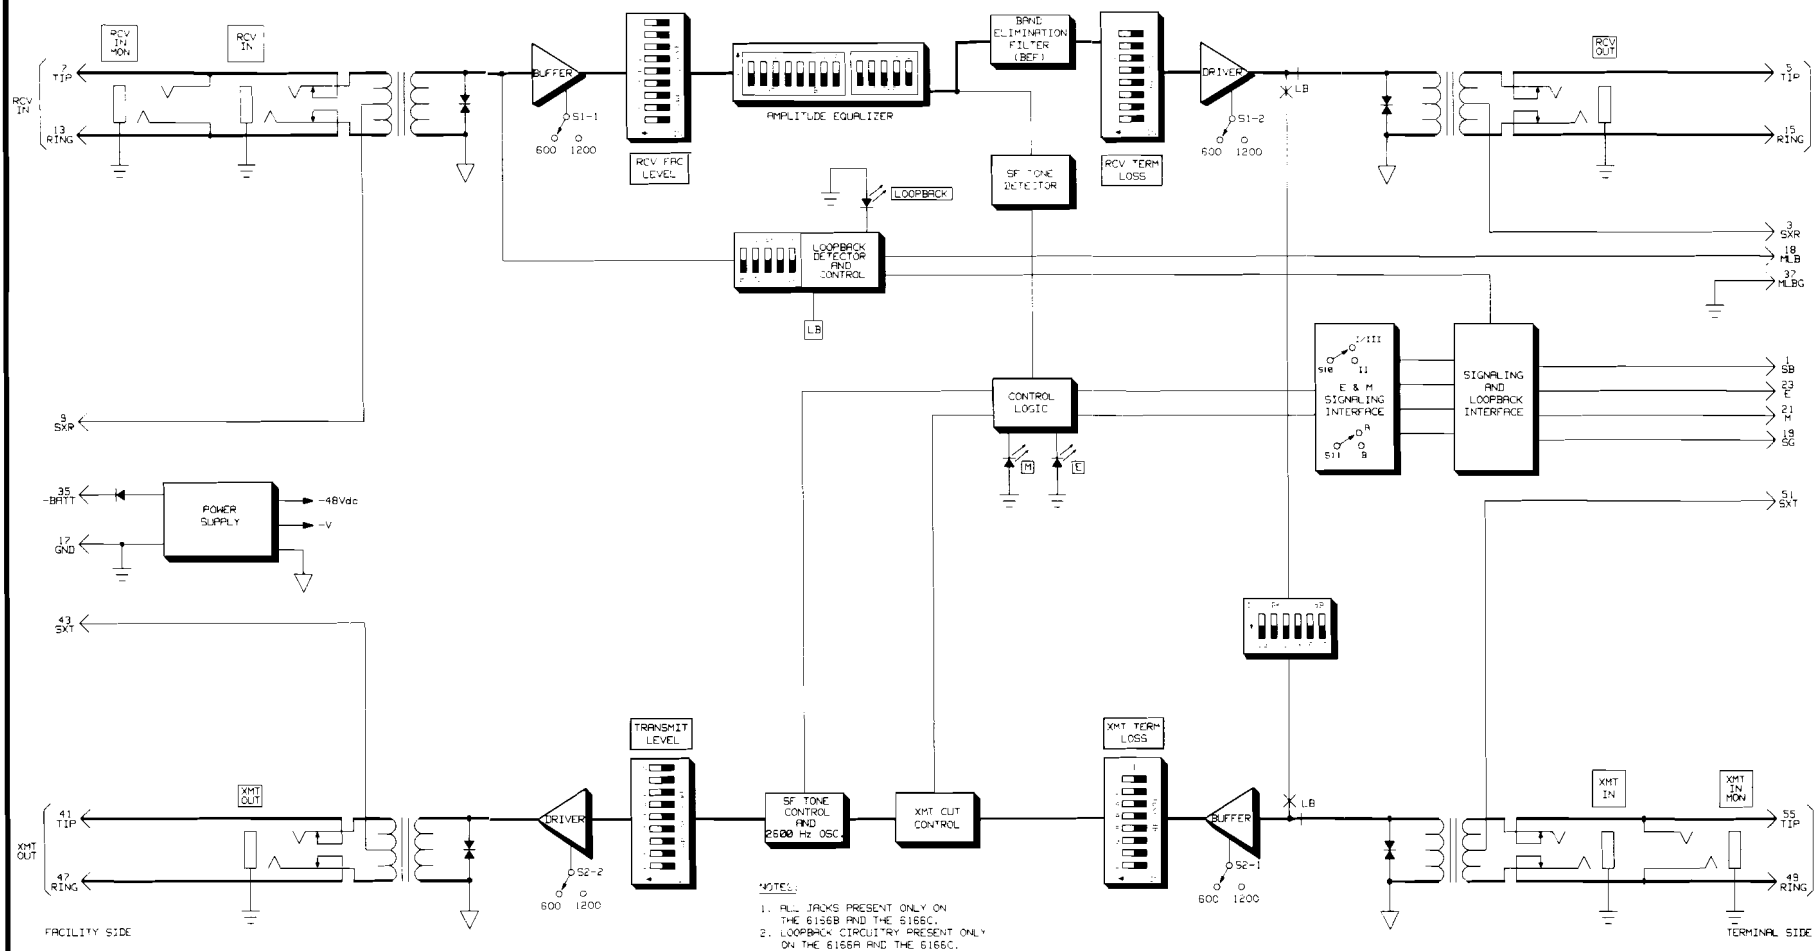 RCV
IN
MON
RCV
IN
7
TIP
RCV
IN
13
RING
BUFFER
S1-1
600 1200
RCV FAC
LEVEL
AMPLITUDE EQUALIZER
BAND
ELIMINATION
FILTER
(BEF)
SF TONE
DETECTOR
RCV TERM
LOSS
DRIVER
LB
S1-2
600 1200
RCV
OUT
5
TIP
15
RING
LOOPBACK
LOOPBACK
DETECTOR
AND
CONTROL
LB
3
SXR
18
MLB
37
MLBG
9
SXR
CONTROL
LOGIC
M
E
I/III
S10
II
E & M
SIGNALING
INTERFACE
A
S11
B
SIGNALING
AND
LOOPBACK
INTERFACE
1
SB
23
E
21
M
19
SG
35
-BATT
POWER
SUPPLY
-48Vdc
-V
17
GND
51
SXT
43
SXT
TRANSMIT
LEVEL
XMT TERM
LOSS
XMT
OUT
41
TIP
XMT
OUT
47
RING
DRIVER
S2-2
600 1200
SF TONE
CONTROL
AND
2600 Hz OSC.
XMT CUT
CONTROL
BUFFER
LB
S2-1
600 1200
XMT
IN
XMT
IN
MON
55
TIP
49
RING
NOTES:
1. ALL JACKS PRESENT ONLY ON
THE 6166B AND THE 6166C.
2. LOOPBACK CIRCUITRY PRESENT ONLY
ON THE 6166A AND THE 6166C.
FACILITY SIDE
TERMINAL SIDE